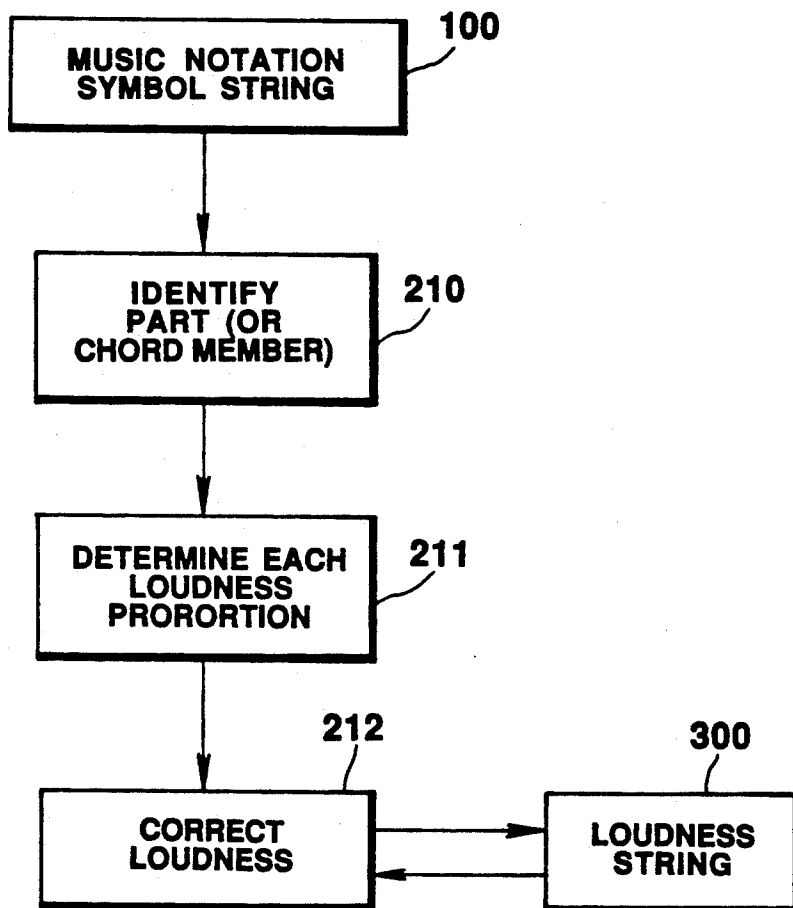 100
MUSIC NOTATION
SYMBOL STRING
210
IDENTIFY
PART (OR
CHORD MEMBER)
211
DETERMINE EACH
LOUDNESS
PRORORTION
212
CORRECT
LOUDNESS
300
LOUDNESS
STRING